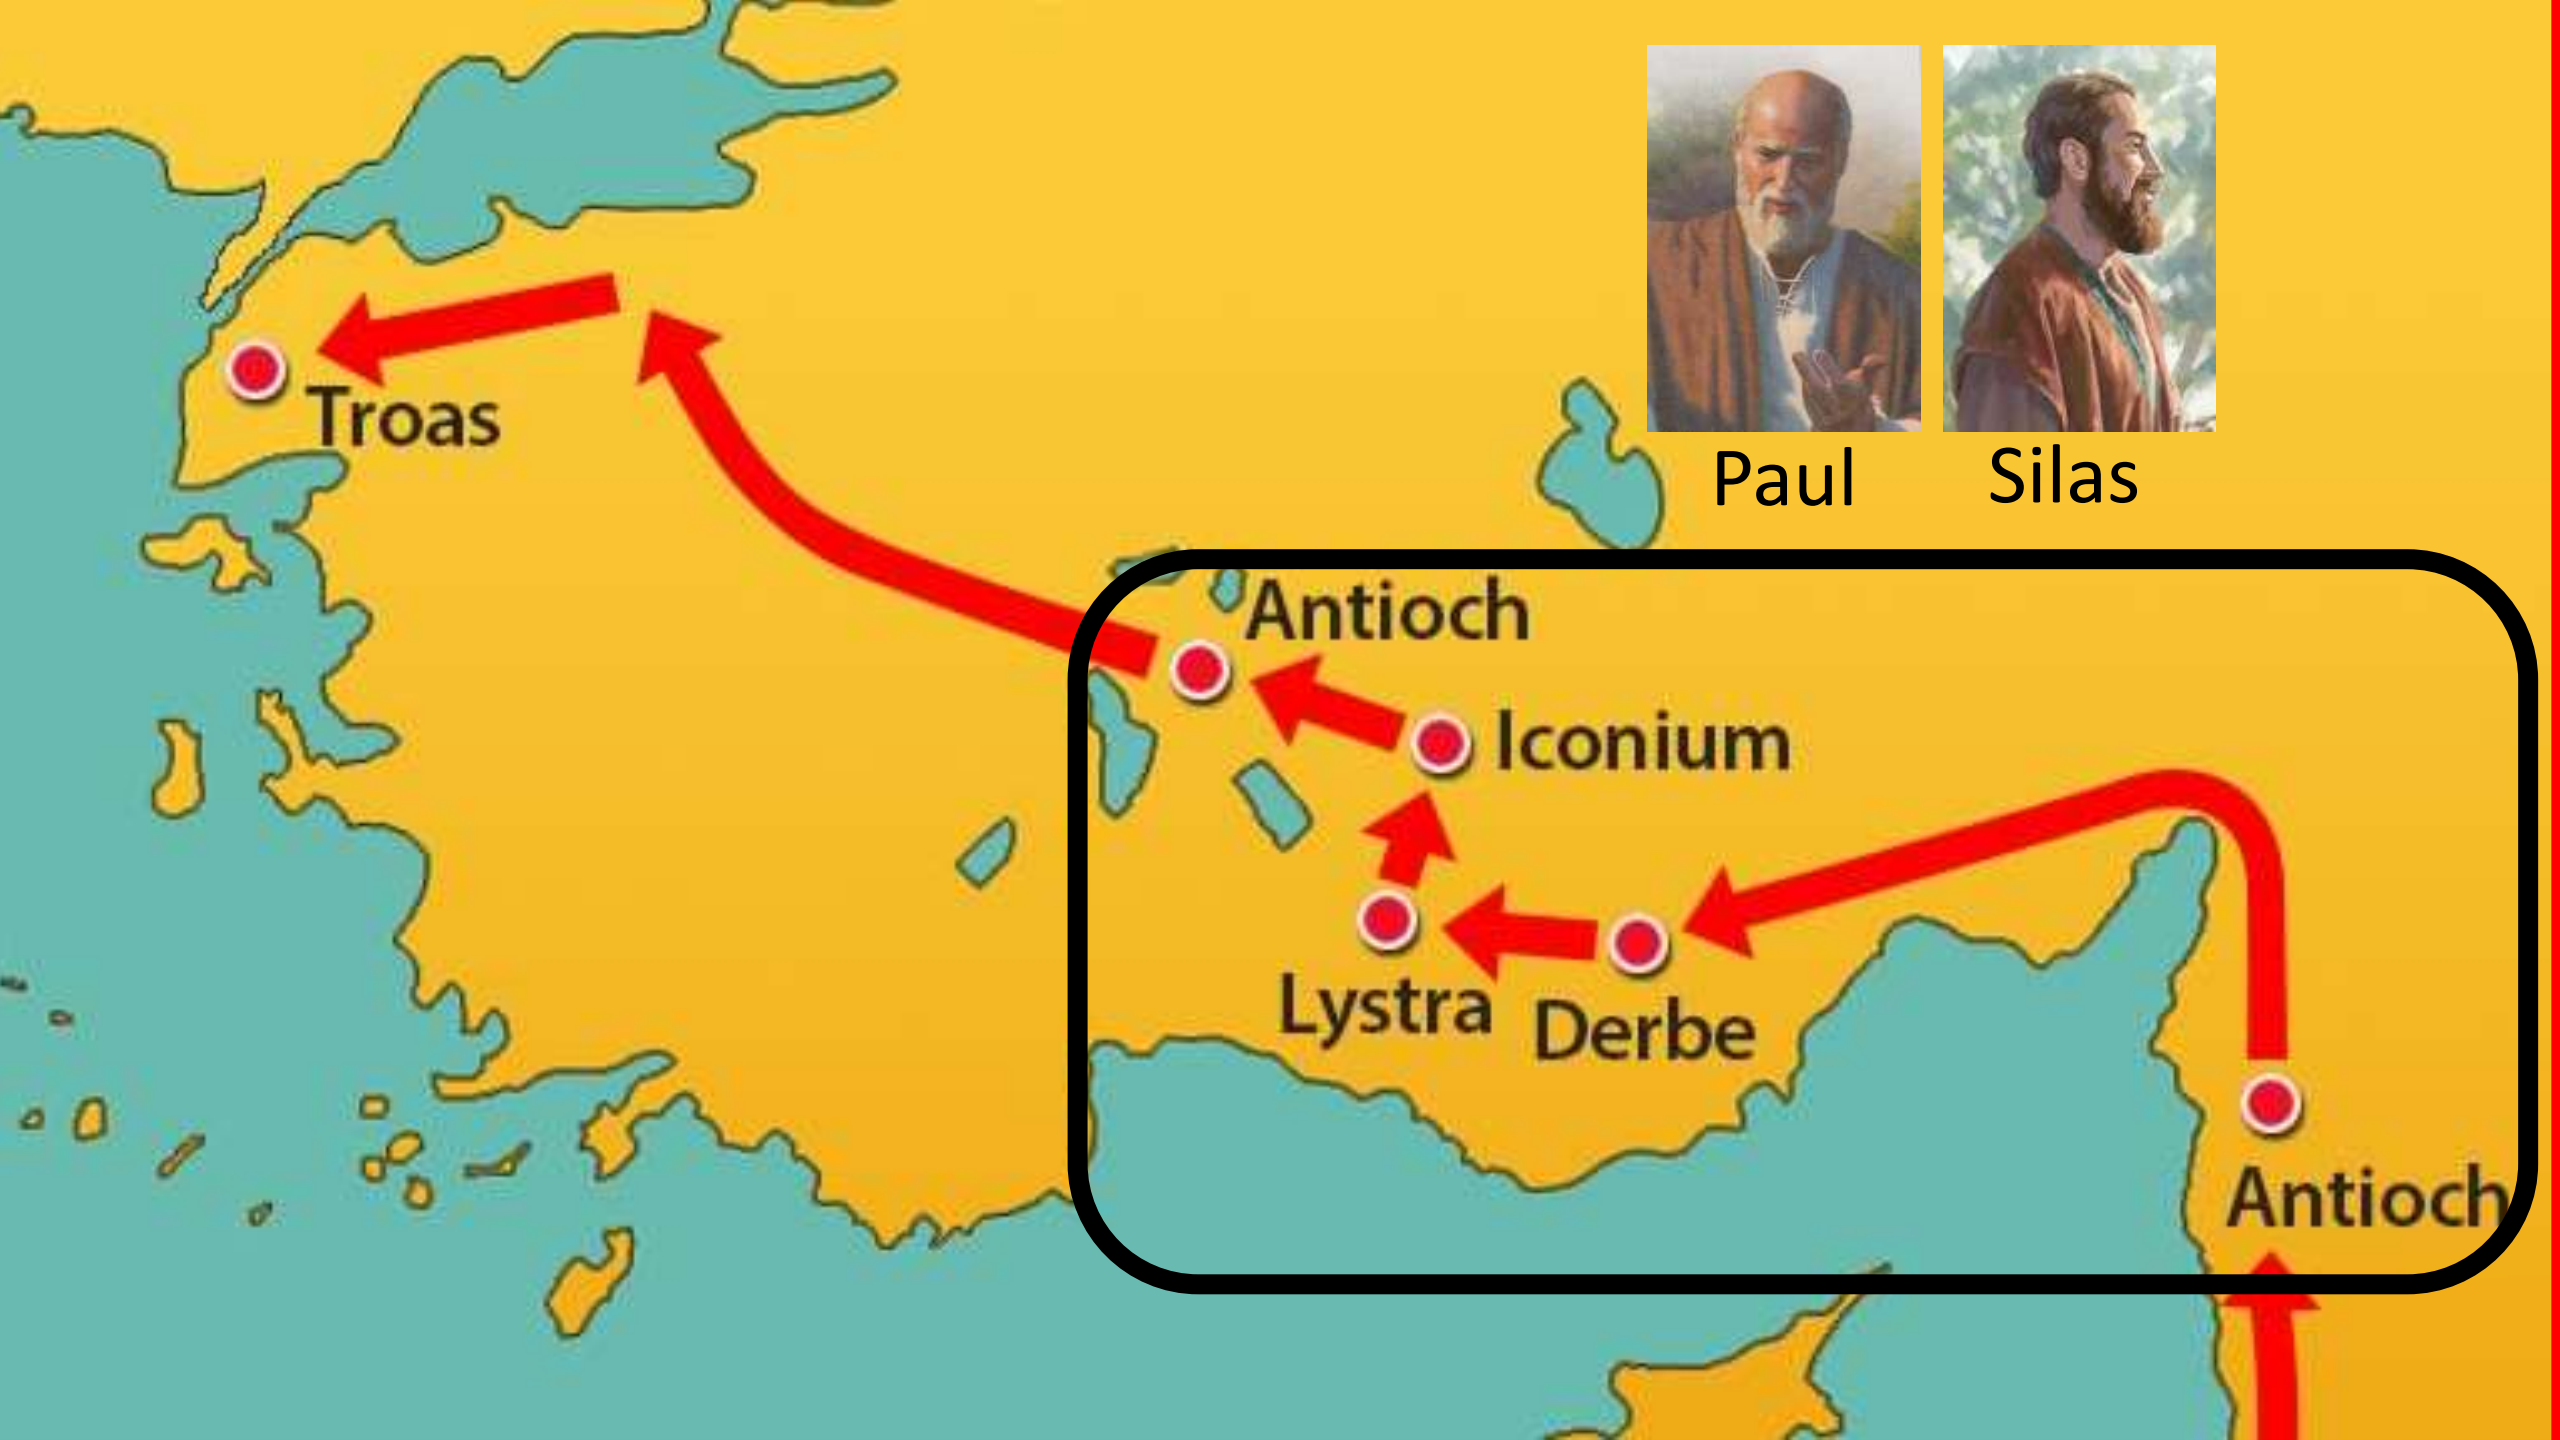 Paul
Silas
Troas
Antioch
Iconium
Lystra
Derbe
Antioch